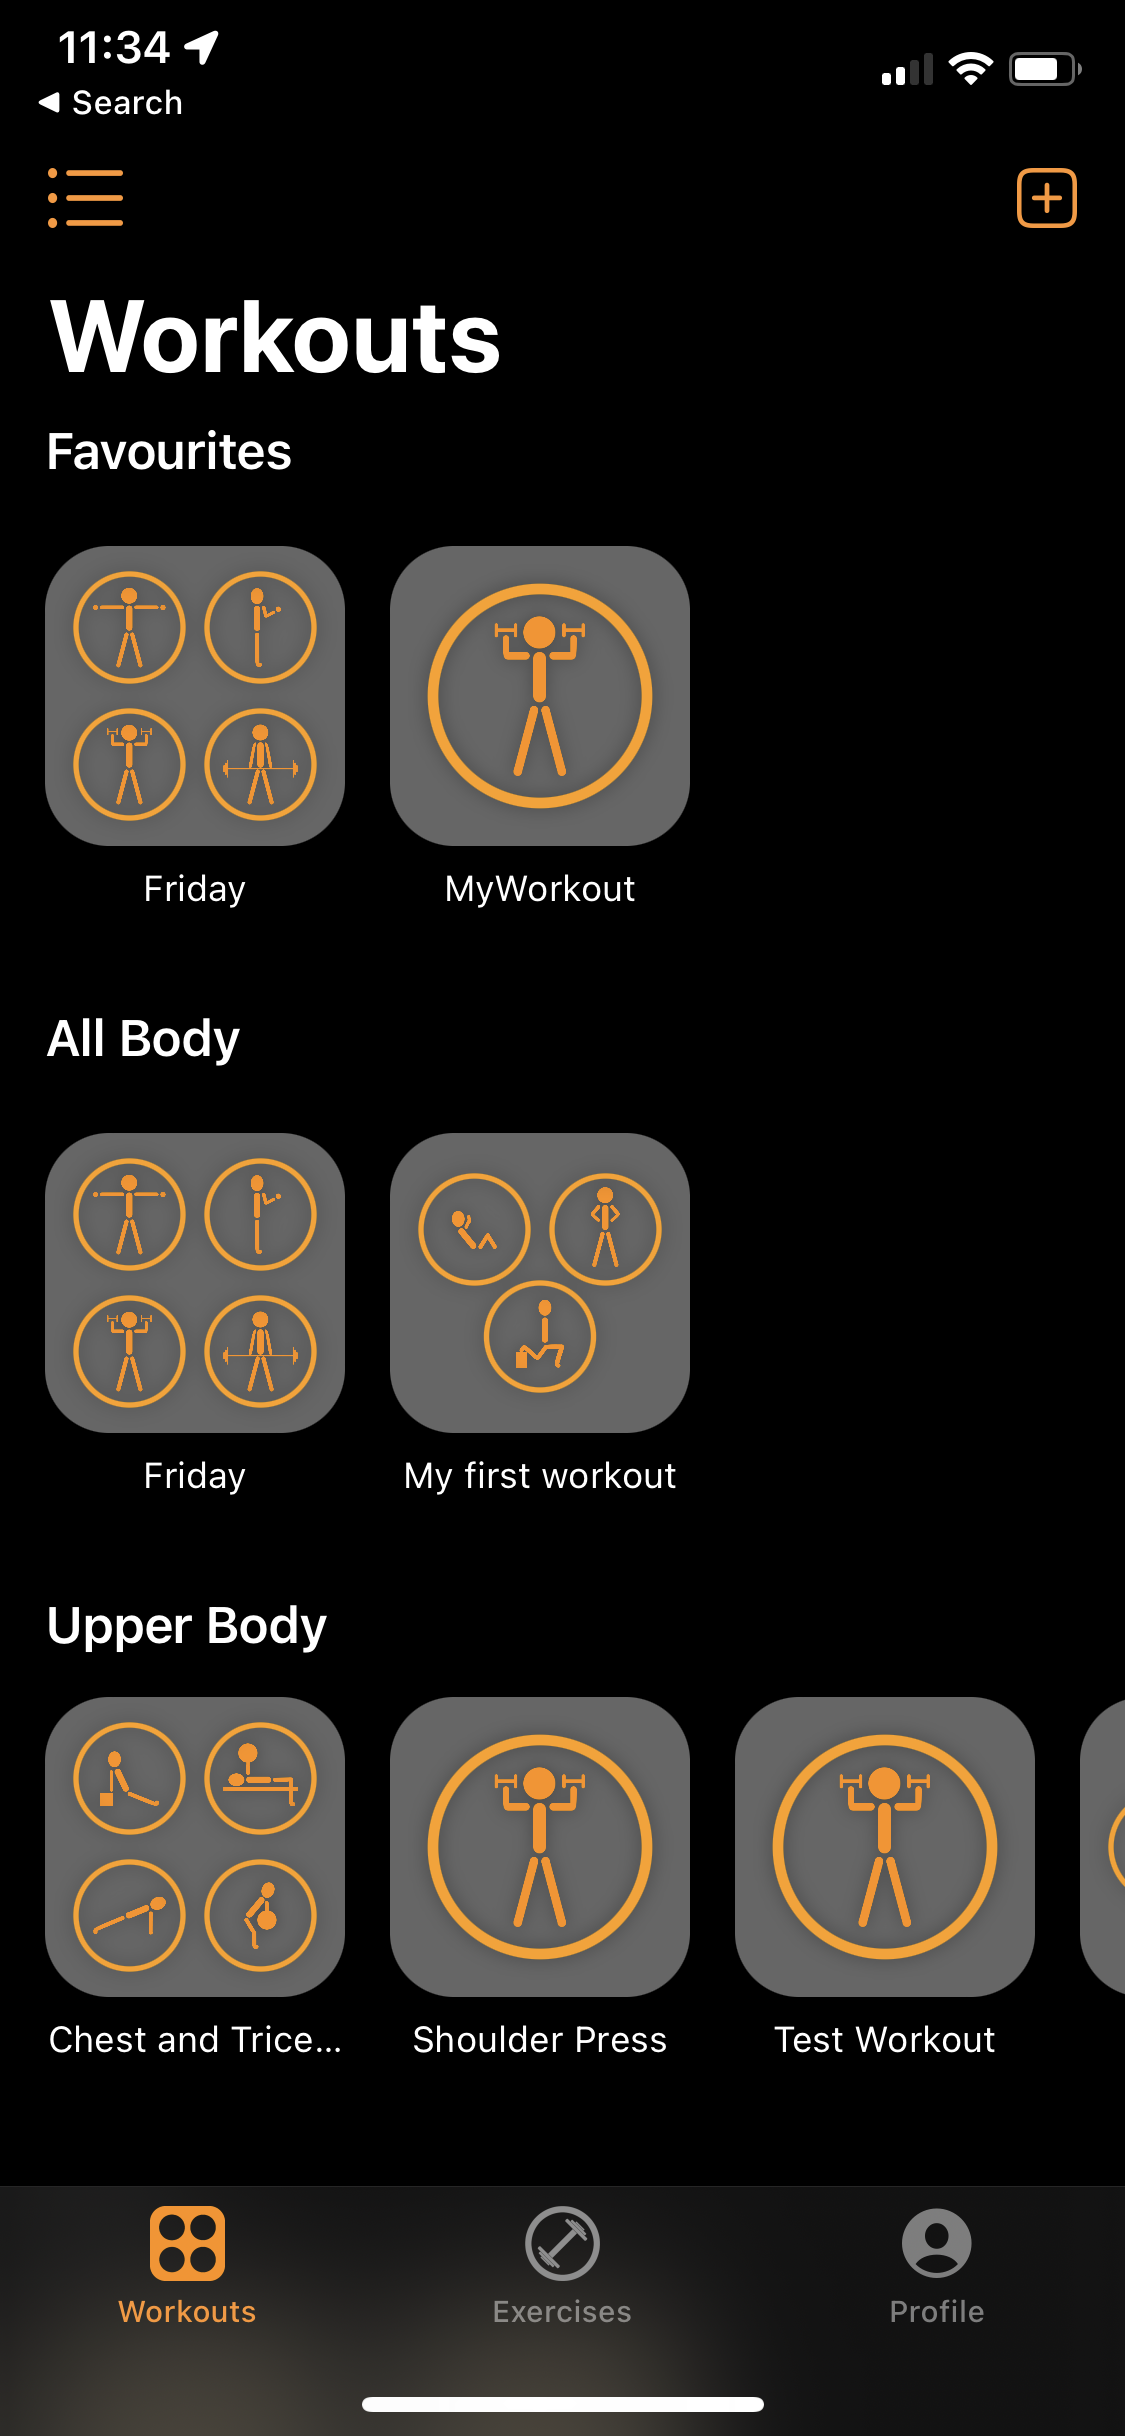 11:34
Search
Workouts
Favourites
Friday
MyWorkout
All Body
Friday
My first workout
Upper Body
Chest and Trice...
Shoulder Press
Test Workout
Workouts
Exercises
Profile